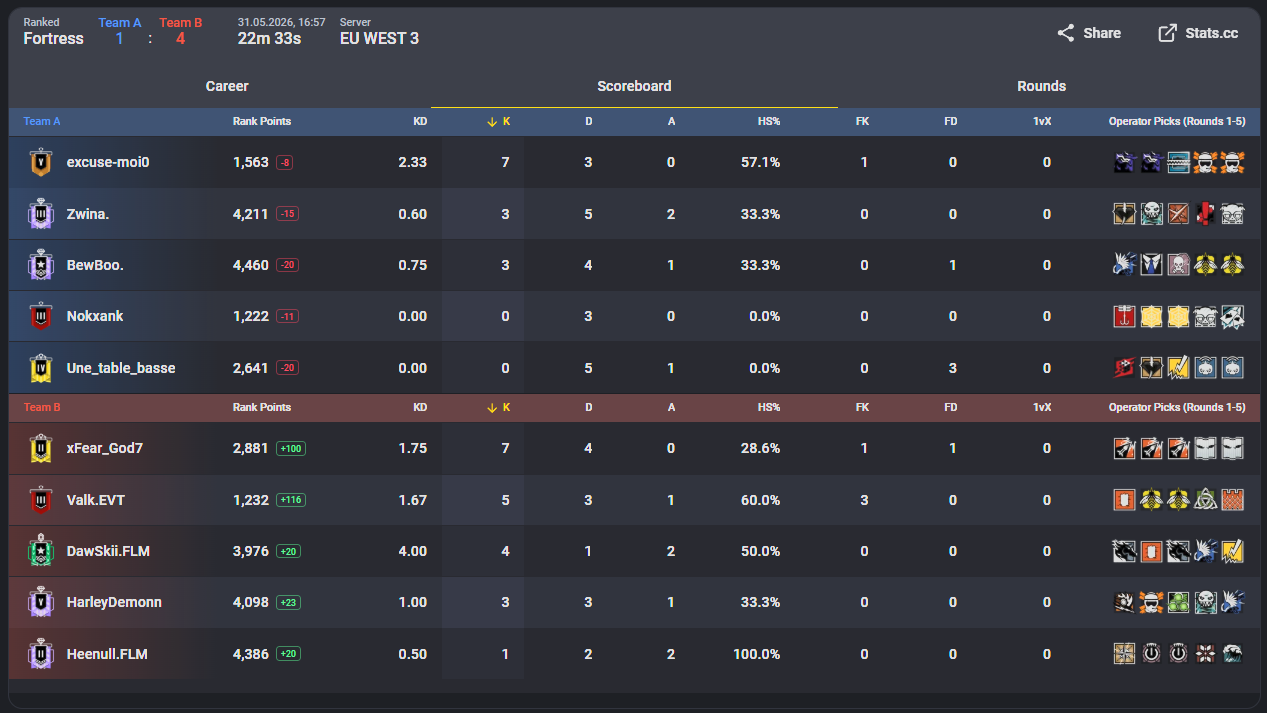 Ranked Team A Team B 31.05.2026, 16:57 Server
Fortress 1 : 4 22m 33s EU WEST 3 Share Stats.cc
Career Scoreboard Rounds
Team A Rank Points KD K D A HS% FK FD 1vX Operator Picks (Rounds 1-5)
V excuse-moi0 1,563 -8 2.33 7 3 0 57.1% 1 0 0
III Zwina. 4,211 -15 0.60 3 5 2 33.3% 0 0 0
BewBoo. 4,460 -20 0.75 3 4 1 33.3% 0 1 0
III Nokxank 1,222 -11 0.00 0 3 0 0.0% 0 0 0
IV Une_table_basse 2,641 -20 0.00 0 5 1 0.0% 0 3 0
Team B Rank Points KD K D A HS% FK FD 1vX Operator Picks (Rounds 1-5)
II xFear_God7 2,881 +100 1.75 7 4 0 28.6% 1 1 0
III Valk.EVT 1,232 +116 1.67 5 3 1 60.0% 3 0 0
DawSkii.FLM 3,976 +20 4.00 4 1 2 50.0% 0 0 0
V HarleyDemonn 4,098 +23 1.00 3 3 1 33.3% 0 0 0
II Heenull.FLM 4,386 +20 0.50 1 2 2 100.0% 0 0 0